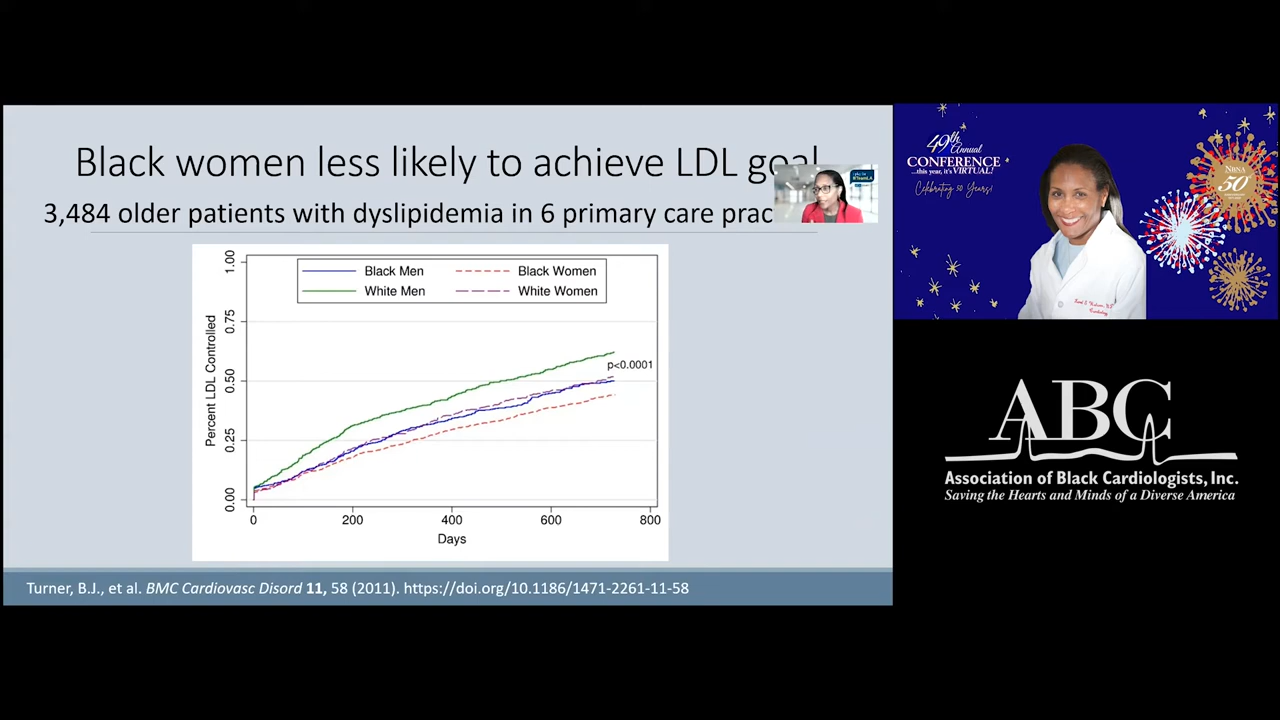 Black women less likely to achieve LDL goal
3,484 older patients with dyslipidemia in 6 primary care
1.00
0.75
0.50
0.25
0.00
Percent LDL Controlled
Black Men
Black Women
White Men
White Women
p<0.0001
0
200
400
600
800
Days
Turner, B.J., et al. BMC Cardiovasc Disord 11, 58 (2011). https://doi.org/10.1186/1471-2261-11-58
49th
Annual
CONFERENCE
...this year, it's VIRTUAL!
Celebrating 50 Years!
NBNA
50
ABC
Association of Black Cardiologists, Inc.
Saving the Hearts and Minds of a Diverse America